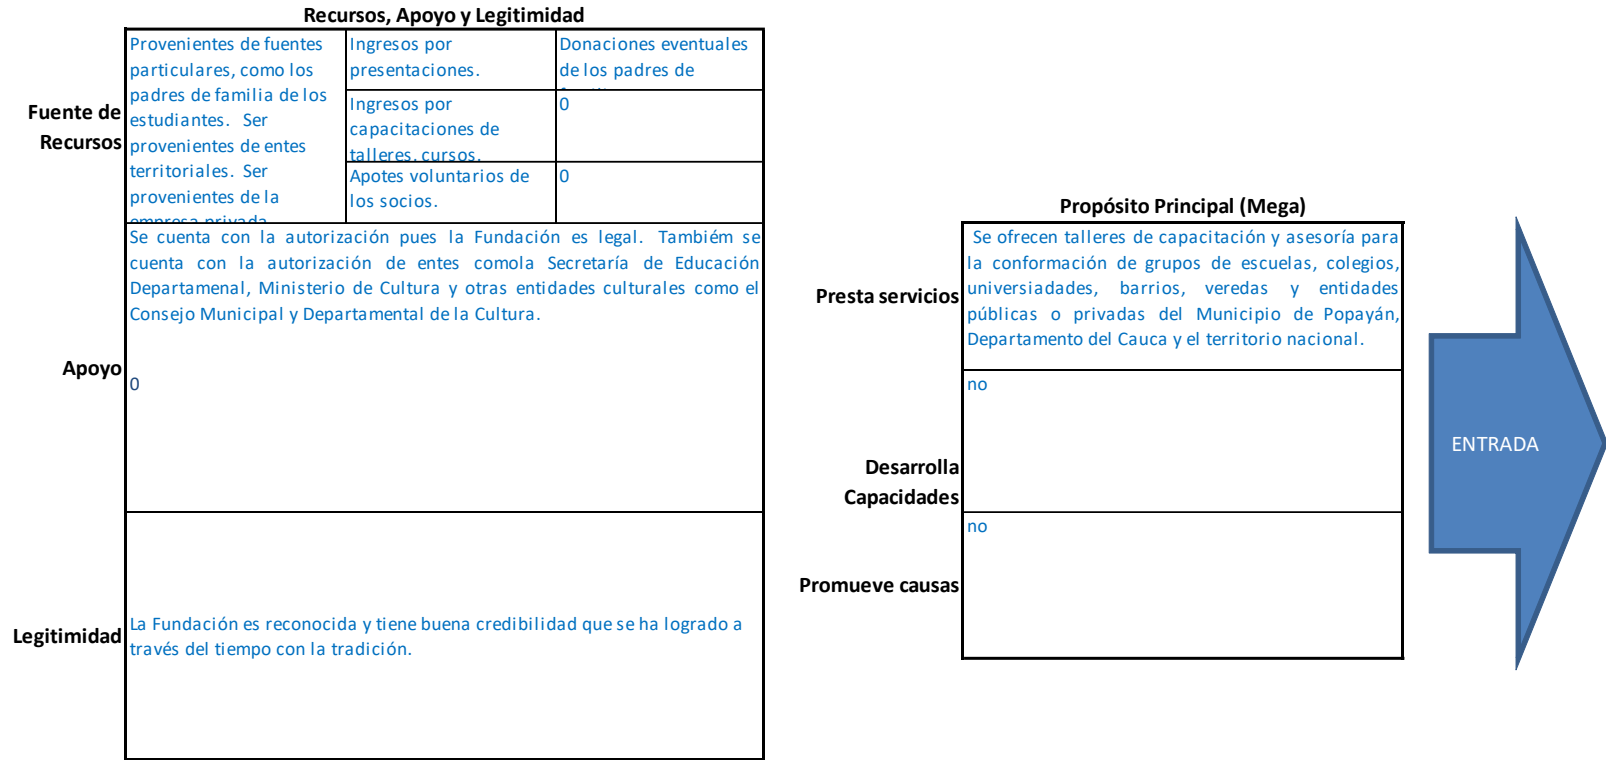 Recursos, Apoyo y Legitimidad
Fuente de
Recursos
Provenientes de fuentes
particulares, como los
padres de familia de los
estudiantes. Ser
provenientes de entes
territoriales. Ser
provenientes de la
empresa privada
Ingresos por
presentaciones.
Donaciones eventuales
de los padres de
Ingresos por
capacitaciones de
talleres, cursos.
0
Apotes voluntarios de
los socios.
0
Apoyo
Se cuenta con la autorización pues la Fundación es legal. Tambiém se
cuenta con la autorización de entes comola Secretaría de Educación
Departamenal, Ministerio de Cultura y otras entidades culturales como el
Consejo Municipal y Departamental de la Cultura.
0
Legitimidad
La Fundación es reconocida y tiene buena credibilidad que se ha logrado a
través del tiempo con la tradición.
Propósito Principal (Mega)
Presta servicios
Se ofrecen talleres de capacitación y asesoría para
la conformación de grupos de escuelas, colegios,
universiadades, barrios, veredas y entidades
públicas o privadas del Municipio de Popayán,
Departamento del Cauca y el territorio nacional.
Desarrolla
Capacidades
no
Promueve causas
no
ENTRADA